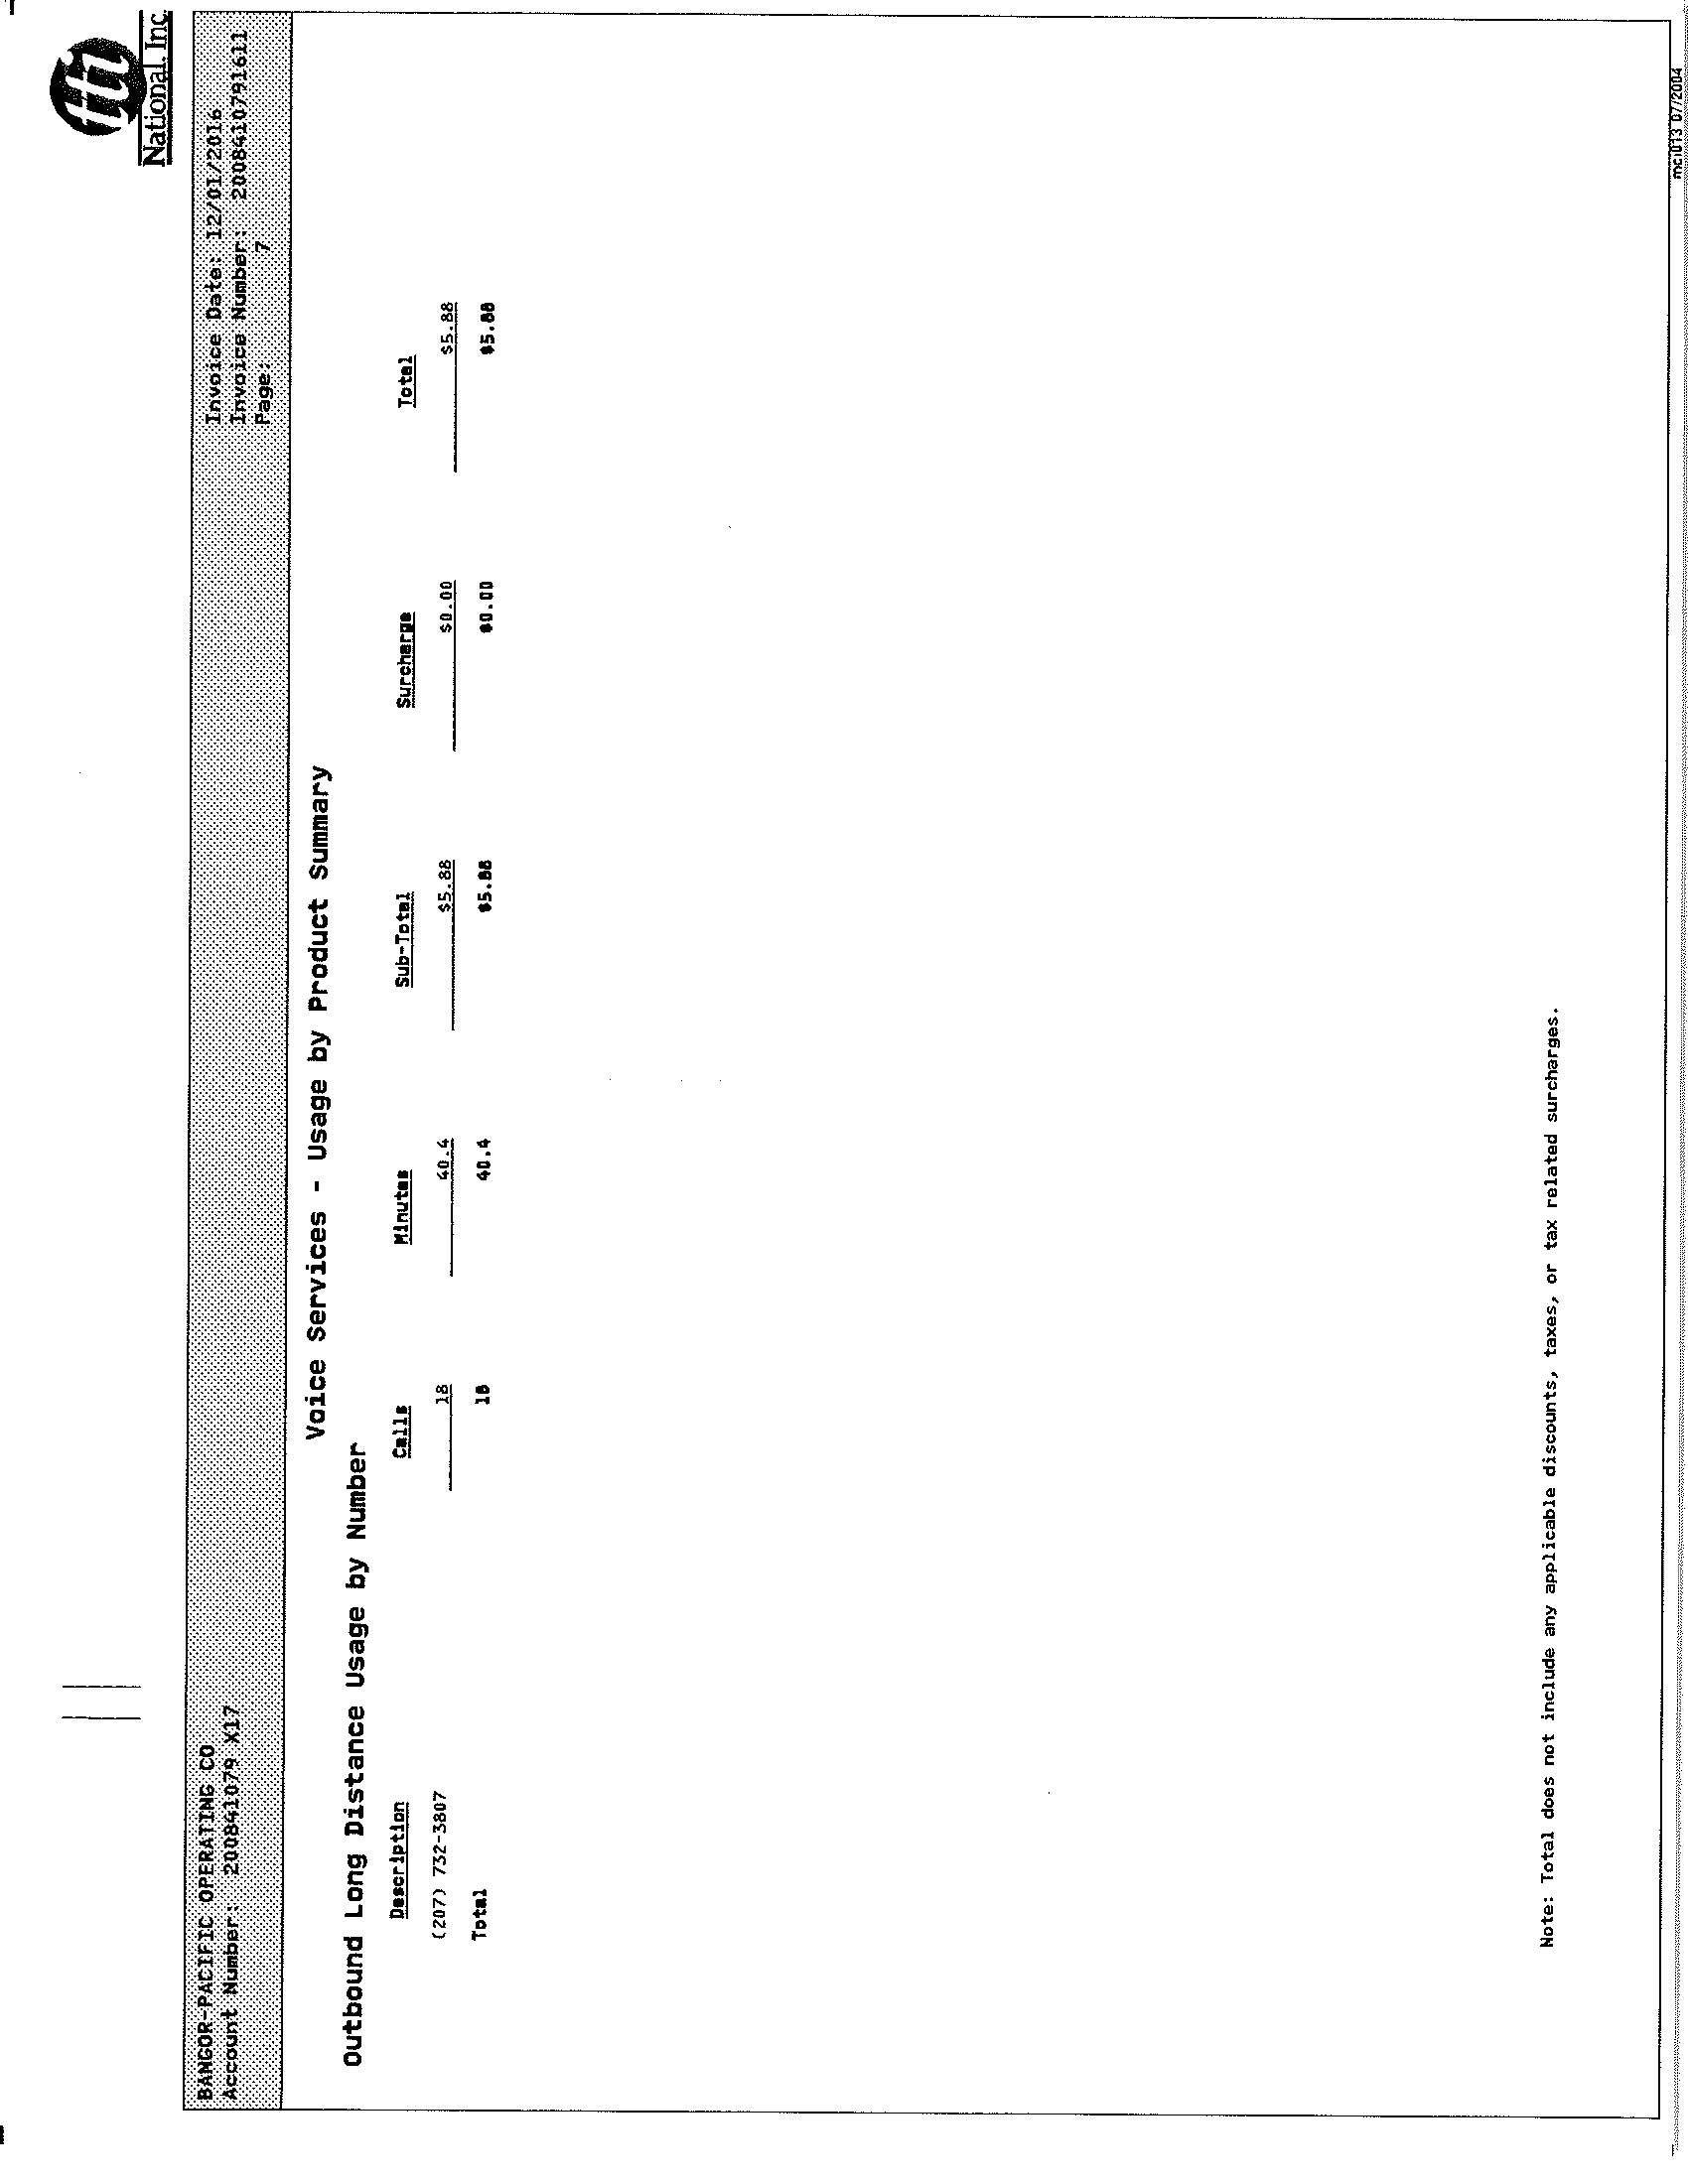 tti
National, Inc.
BANGOR-PACIFIC OPERATING CO Invoice Date: 12/01/2016
Account Number: 200841079 X17 Invoice Number: 2008410791611
Page: 7
Voice Services - Usage by Product Summary
Outbound Long Distance Usage by Number
Description Calls Minutes Sub-Total Surcharge Total
(207) 732-3807 18 40.4 $5.88 $0.00 $5.88
Total 18 40.4 $5.88 $0.00 $5.88
Note: Total does not include any applicable discounts, taxes, or tax related surcharges.
mci013 07/2004